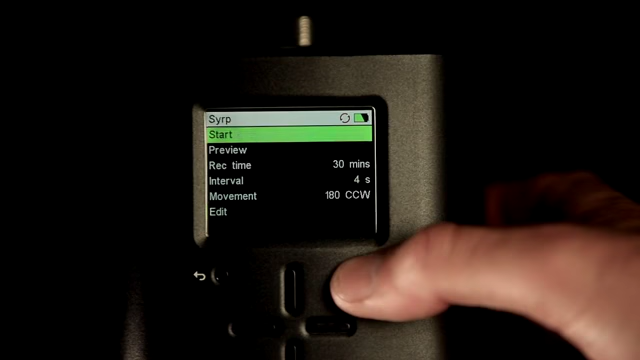 Syrp
Start
Preview
Rec time 30 mins
Interval 4 s
Movement 180 CCW
Edit